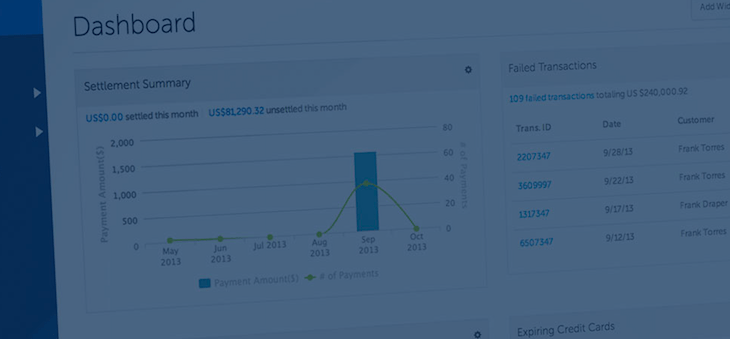 Dashboard
Add Wid
Settlement Summary
US$0.00 settled this month US$81,290.32 unsettled this month
Payment Amount($)
2,000
1,500
1,000
500
0
80
60
40
20
0
# of Payments
May 2013
Jun 2013
Jul 2013
Aug 2013
Sep 2013
Oct 2013
Payment Amount($) # of Payments
Failed Transactions
109 failed transactions totaling US $240,000.92
Trans. ID Date Customer
2207347 9/28/13 Frank Torres
3609997 9/22/13 Frank Torres
1317347 9/17/13 Frank Draper
6507347 9/12/13 Frank Torres
Expiring Credit Cards